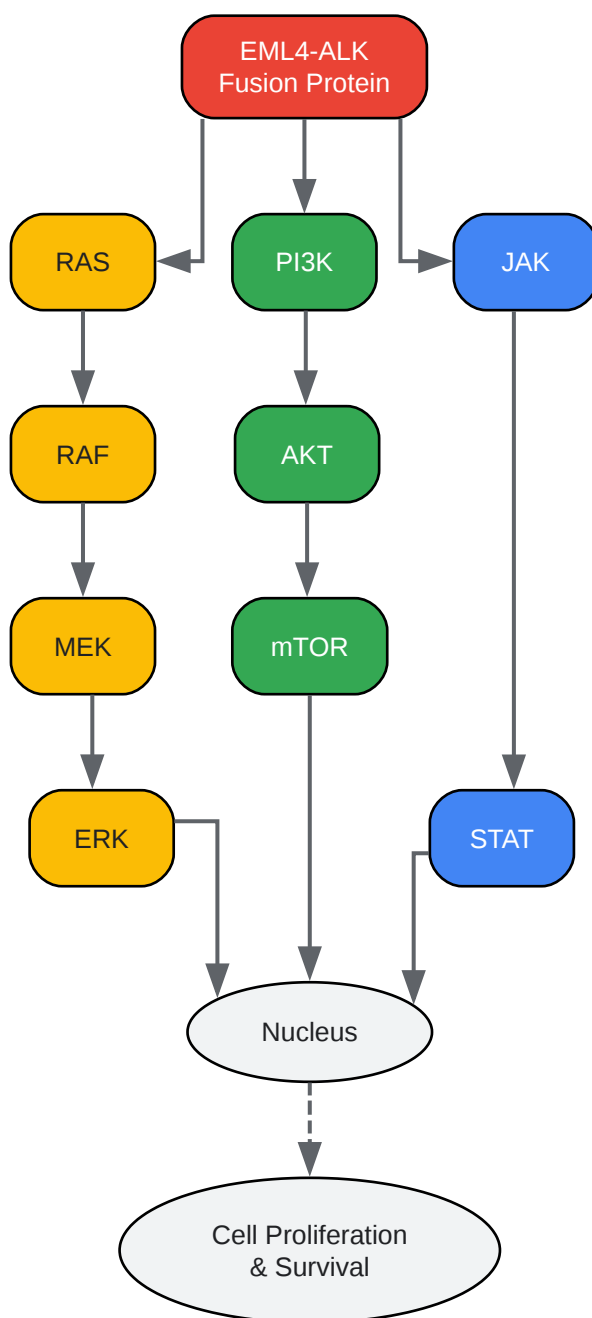 EML4-ALK
Fusion Protein
RAS
PI3K
JAK
RAF
AKT
MEK
mTOR
ERK
STAT
Nucleus
Cell Proliferation
& Survival